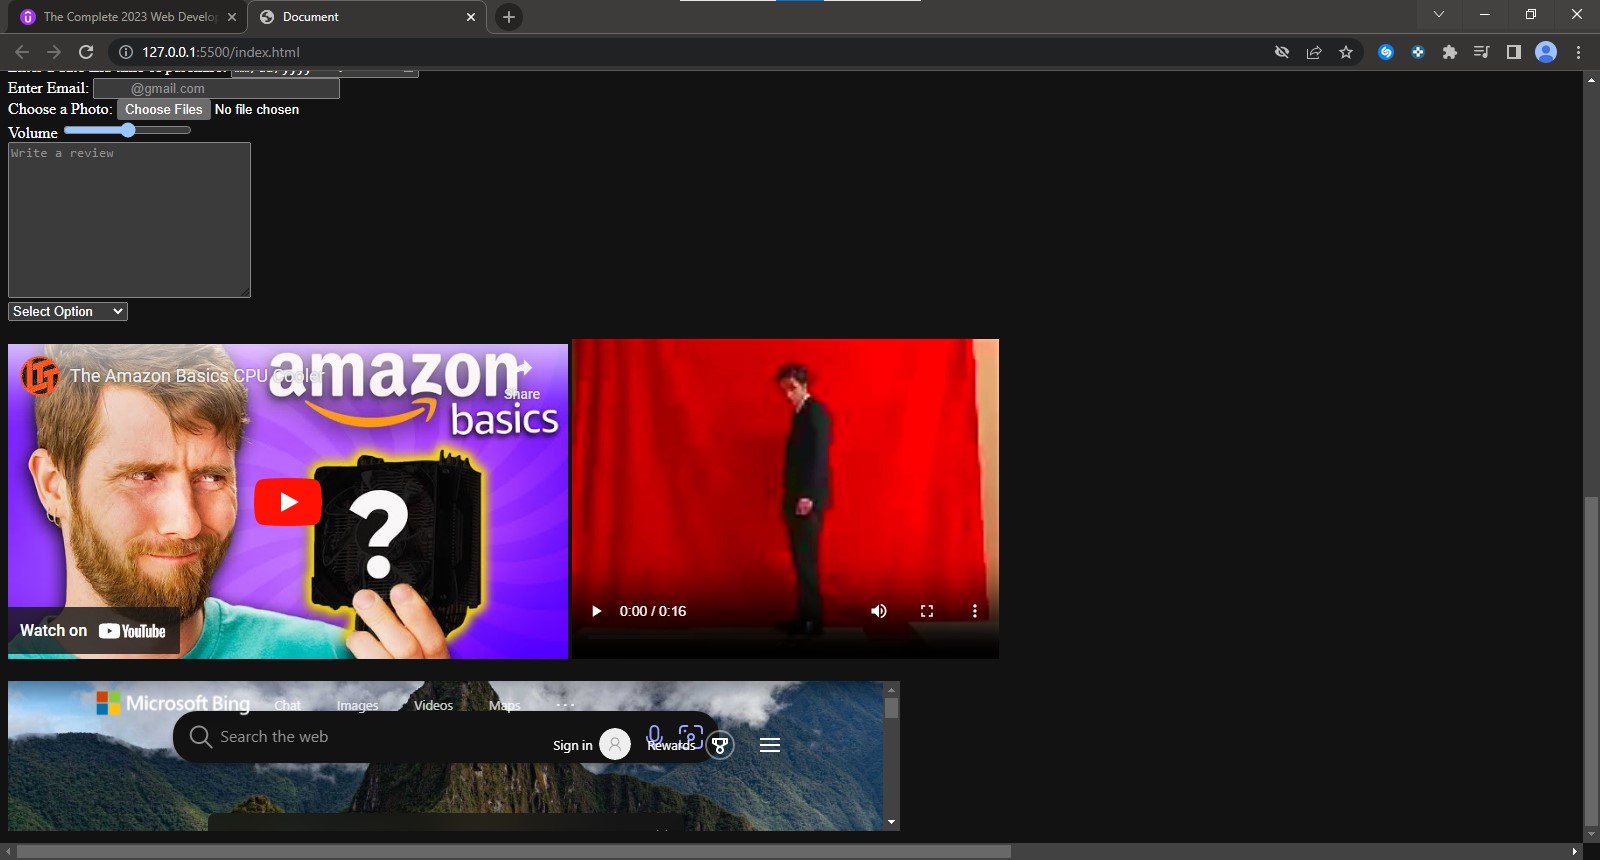 The Complete 2023 Web Develop
Document
127.0.0.1:5500/index.html
Enter Email: @gmail.com
Choose a Photo: Choose Files No file chosen
Volume
Write a review
Select Option
The Amazon Basics CPU Cooler
amazon
Share
basics
?
Watch on YouTube
0:00 / 0:16
Microsoft Bing Chat Images Videos Maps ...
Search the web
Sign in Rewards